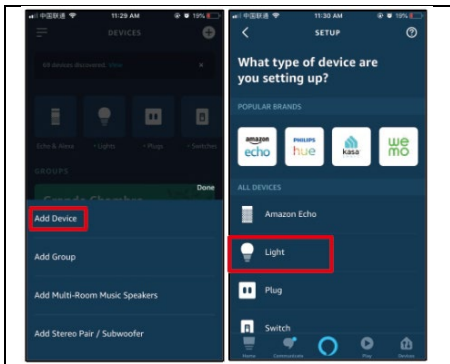 中国联通 11:29 AM 19%
DEVICES
64 devices discovered. View
Echo & Alexa
Lights
Plugs
Switches
GROUPS
Grande Chambre
Done
Add Device
Add Group
Add Multi-Room Music Speakers
Add Stereo Pair / Subwoofer
中国联通 11:30 AM 19%
SETUP
What type of device are
you setting up?
POPULAR BRANDS
amazon
echo
PHILIPS
hue
kasa
we
mo
ALL DEVICES
Amazon Echo
Light
Plug
Switch
Home
Communicate
Play
Devices